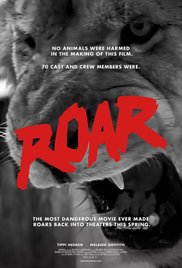 NO ANIMALS WERE HARMED
IN THE MAKING OF THIS FILM.
70 CAST AND CREW MEMBERS WERE.
ROAR
THE MOST DANGEROUS MOVIE EVER MADE
ROARS BACK INTO THEATERS THIS SPRING.
TIPPI HEDREN MELANIE GRIFFITH